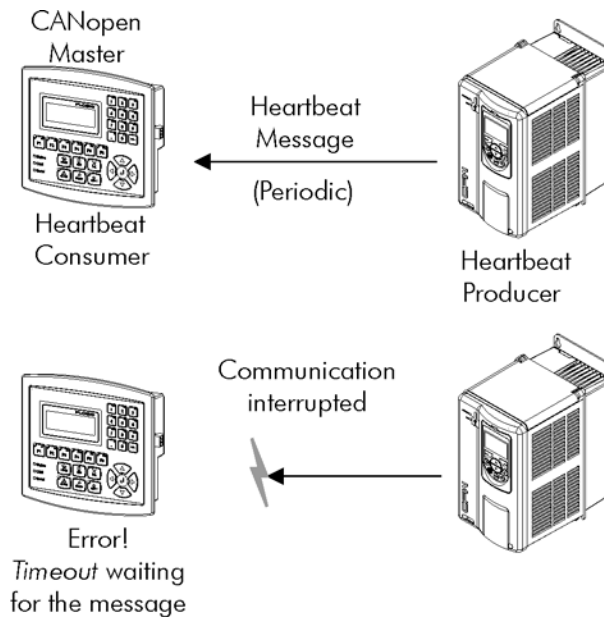 CANopen
Master
Heartbeat
Message
(Periodic)
Heartbeat
Consumer
Heartbeat
Producer
Communication
interrupted
Error!
Timeout waiting
for the message